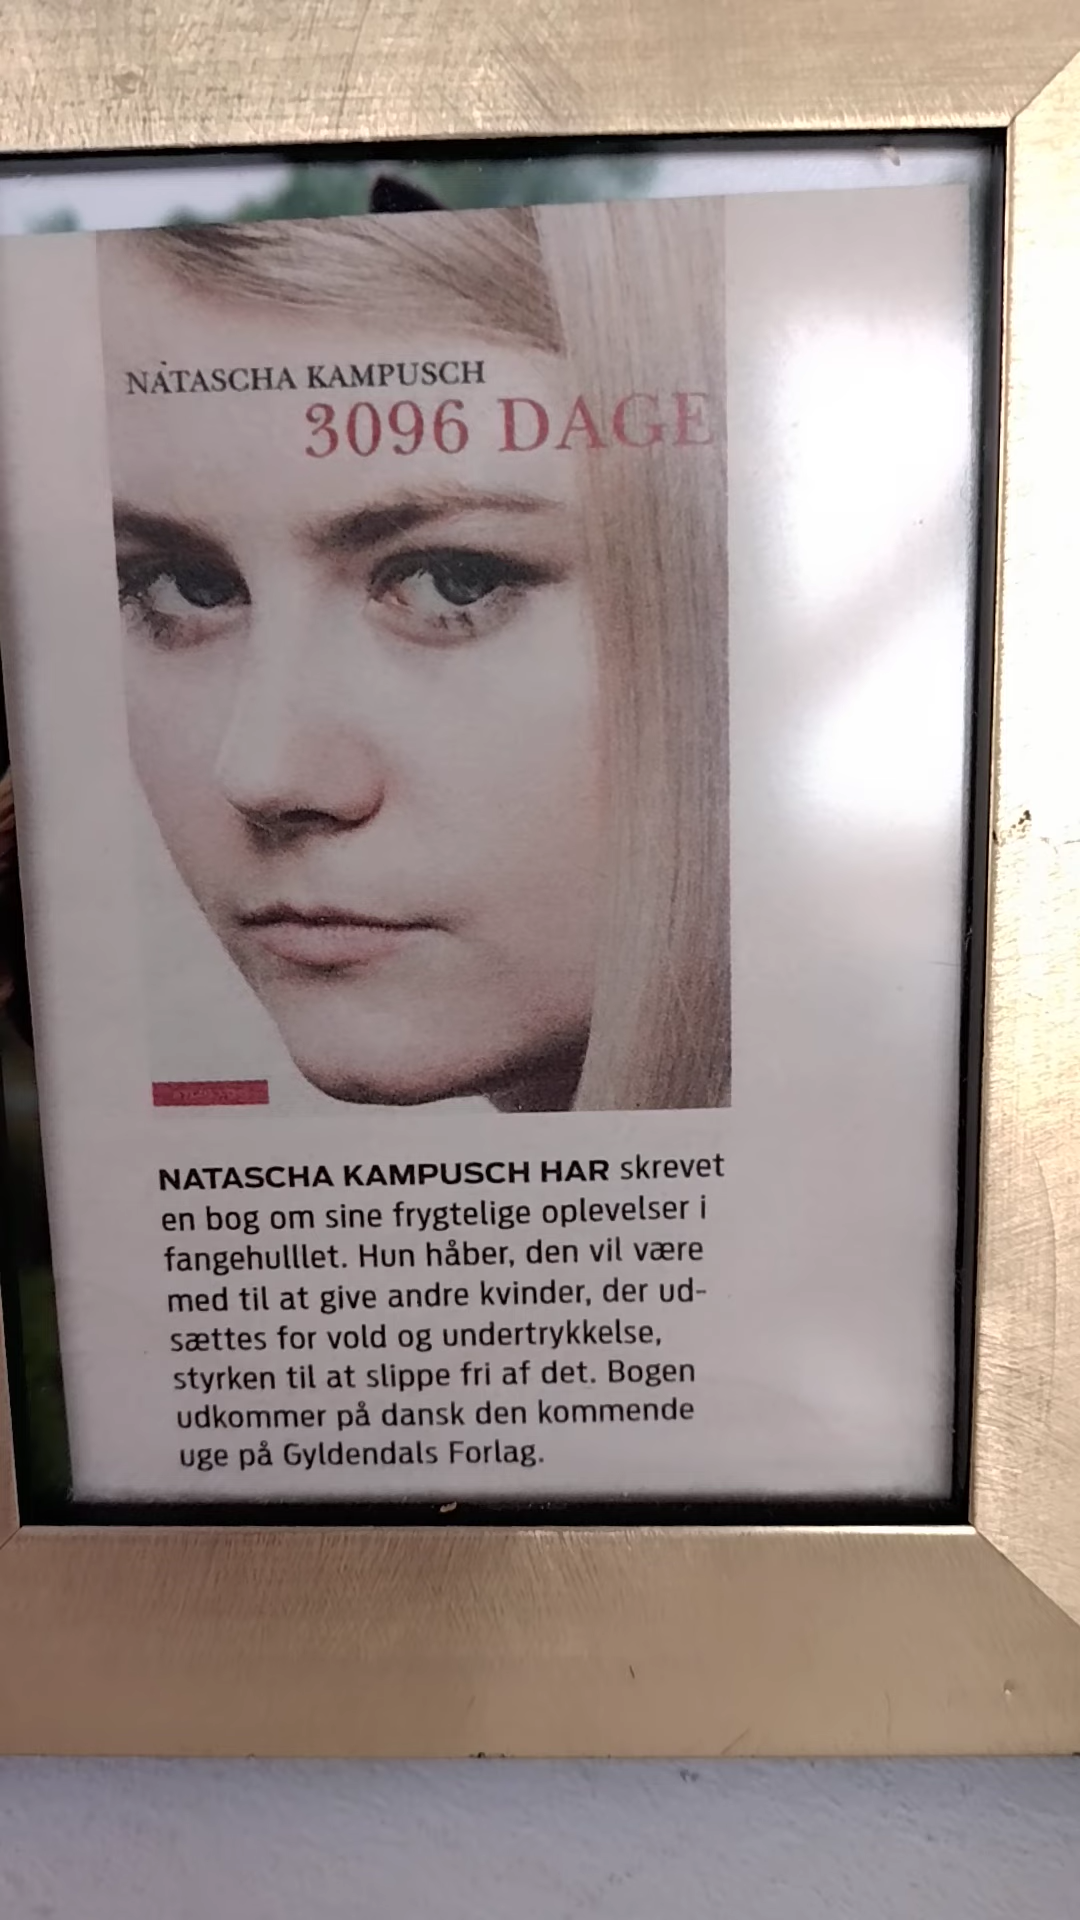 NATASCHA KAMPUSCH
3096 DAGE
NATASCHA KAMPUSCH HAR skrevet
en bog om sine frygtelige oplevelser i
fangehulllet. Hun håber, den vil være
med til at give andre kvinder, der ud-
sættes for vold og undertrykkelse,
styrken til at slippe fri af det. Bogen
udkommer på dansk den kommende
uge på Gyldendals Forlag.